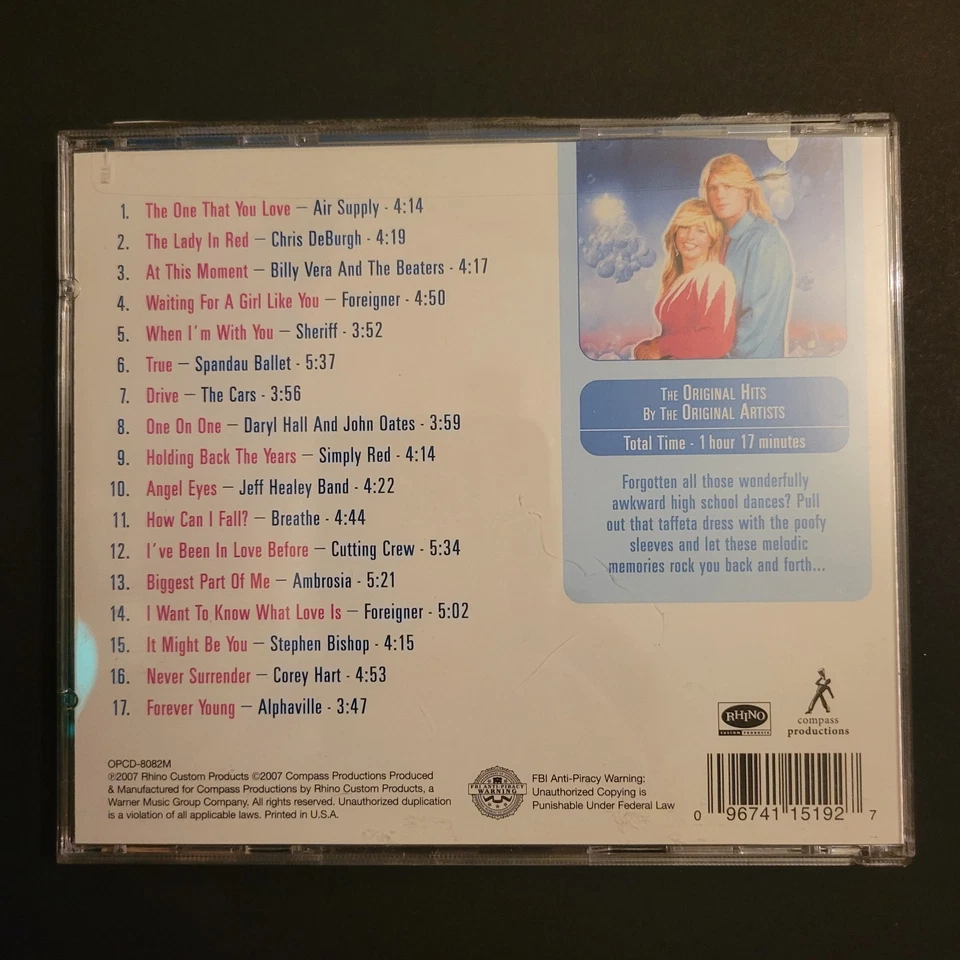 1. The One That You Love — Air Supply - 4:14
2. The Lady In Red — Chris DeBurgh - 4:19
3. At This Moment — Billy Vera And The Beaters - 4:17
4. Waiting For A Girl Like You — Foreigner - 4:50
5. When I'm With You — Sheriff - 3:52
6. True — Spandau Ballet - 5:37
7. Drive — The Cars - 3:56
8. One On One — Daryl Hall And John Oates - 3:59
9. Holding Back The Years — Simply Red - 4:14
10. Angel Eyes — Jeff Healey Band - 4:22
11. How Can I Fall? — Breathe - 4:44
12. I've Been In Love Before — Cutting Crew - 5:34
13. Biggest Part Of Me — Ambrosia - 5:21
14. I Want To Know What Love Is — Foreigner - 5:02
15. It Might Be You — Stephen Bishop - 4:15
16. Never Surrender — Corey Hart - 4:53
17. Forever Young — Alphaville - 3:47
The Original Hits
By The Original Artists
Total Time - 1 hour 17 minutes
Forgotten all those wonderfully
awkward high school dances? Pull
out that taffeta dress with the poofy
sleeves and let these melodic
memories rock you back and forth...
OPCD-8082M
℗2007 Rhino Custom Products ©2007 Compass Productions Produced
& Manufactured for Compass Productions by Rhino Custom Products, a
Warner Music Group Company. All rights reserved. Unauthorized duplication
is a violation of all applicable laws. Printed in U.S.A.
FBI ANTI-PIRACY
WARNING
FBI Anti-Piracy Warning:
Unauthorized Copying is
Punishable Under Federal Law
RHINO
CUSTOM PRODUCTS
compass
productions
0 96741 15192 7